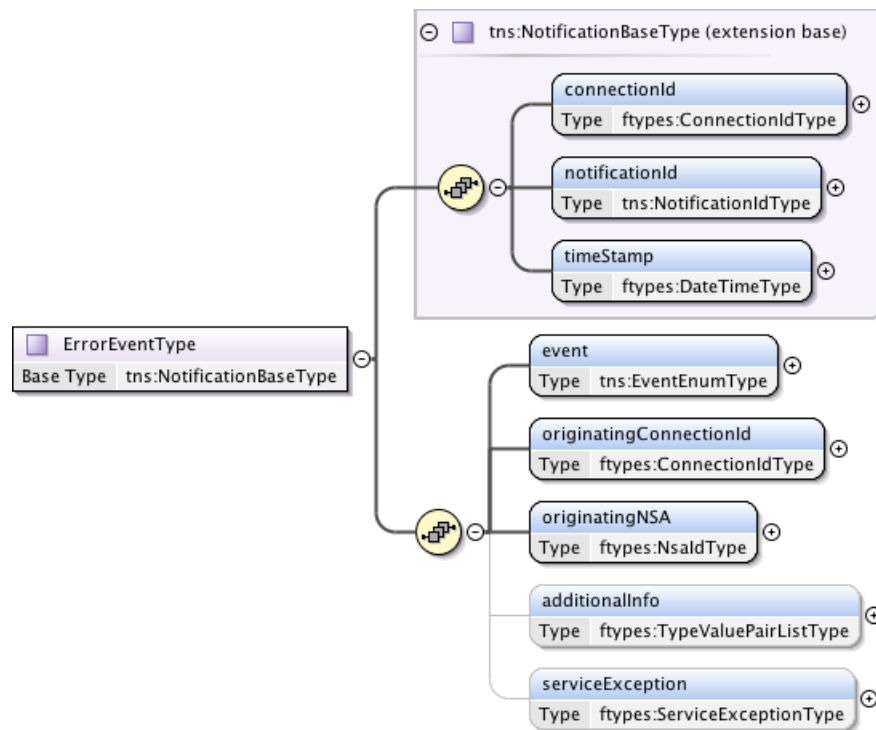 tns:NotificationBaseType (extension base)
connectionId
Type ftypes:ConnectionIdType
notificationId
Type tns:NotificationIdType
timeStamp
Type ftypes:DateTimeType
ErrorEventType
Base Type tns:NotificationBaseType
event
Type tns:EventEnumType
originatingConnectionId
Type ftypes:ConnectionIdType
originatingNSA
Type ftypes:NsaIdType
additionalInfo
Type ftypes:TypeValuePairListType
serviceException
Type ftypes:ServiceExceptionType